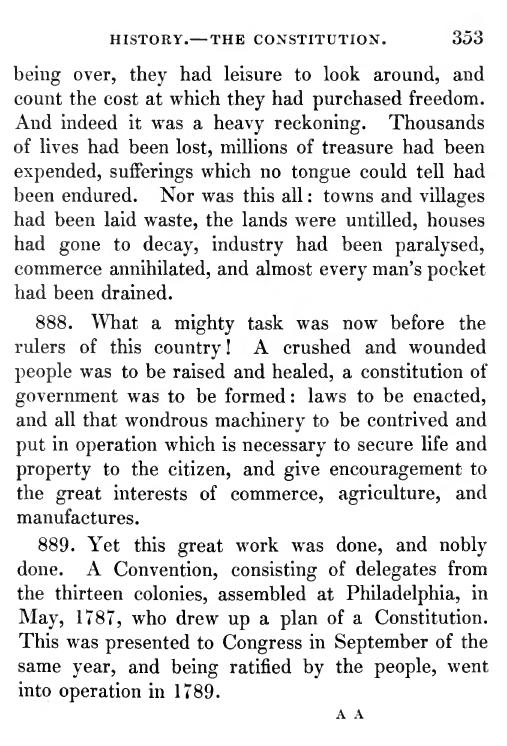 HISTORY.—THE CONSTITUTION. 353
being over, they had leisure to look around, and
count the cost at which they had purchased freedom.
And indeed it was a heavy reckoning. Thousands
of lives had been lost, millions of treasure had been
expended, sufferings which no tongue could tell had
been endured. Nor was this all: towns and villages
had been laid waste, the lands were untilled, houses
had gone to decay, industry had been paralysed,
commerce annihilated, and almost every man's pocket
had been drained.
888. What a mighty task was now before the
rulers of this country! A crushed and wounded
people was to be raised and healed, a constitution of
government was to be formed: laws to be enacted,
and all that wondrous machinery to be contrived and
put in operation which is necessary to secure life and
property to the citizen, and give encouragement to
the great interests of commerce, agriculture, and
manufactures.
889. Yet this great work was done, and nobly
done. A Convention, consisting of delegates from
the thirteen colonies, assembled at Philadelphia, in
May, 1787, who drew up a plan of a Constitution.
This was presented to Congress in September of the
same year, and being ratified by the people, went
into operation in 1789.
A A